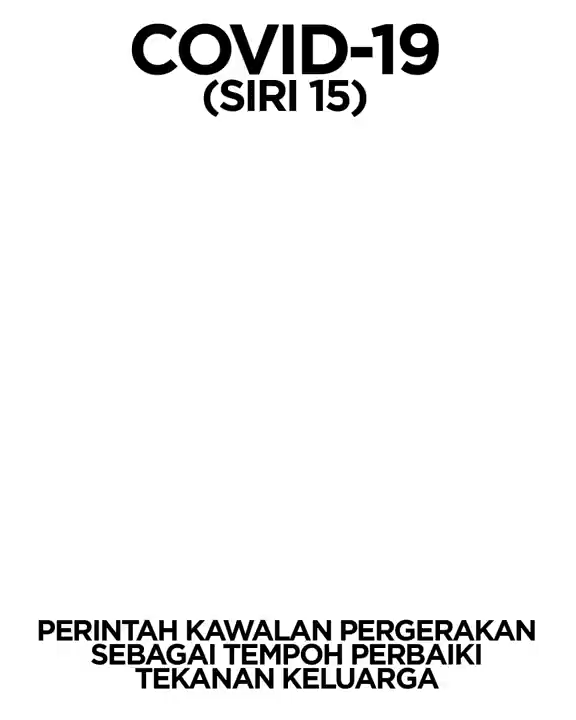 COVID-19
(SIRI 15)
PERINTAH KAWALAN PERGERAKAN
SEBAGAI TEMPOH PERBAIKI
TEKANAN KELUARGA